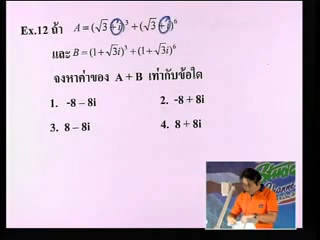 Ex.12 ถ้า A = (√3 + i)³ + (√3 + i)⁶
และ B = (1 + √3i)³ + (1 + √3i)⁶
จงหาค่าของ A + B เท่ากับข้อใด
1. -8 – 8i 2. -8 + 8i
3. 8 – 8i 4. 8 + 8i